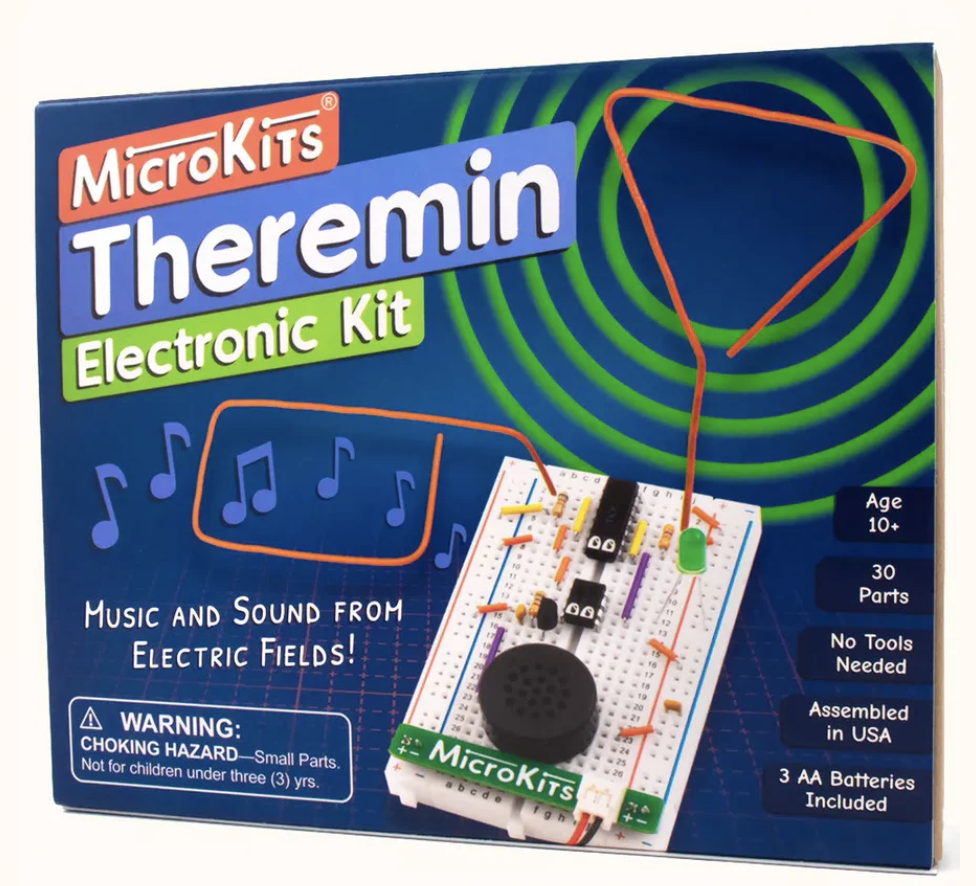 MicroKits®
Theremin
Electronic Kit
Music and Sound from
Electric Fields!
WARNING:
CHOKING HAZARD—Small Parts.
Not for children under three (3) yrs.
Age
10+
30
Parts
No Tools
Needed
Assembled
in USA
3 AA Batteries
Included
MicroKits
a b c d e
f g h